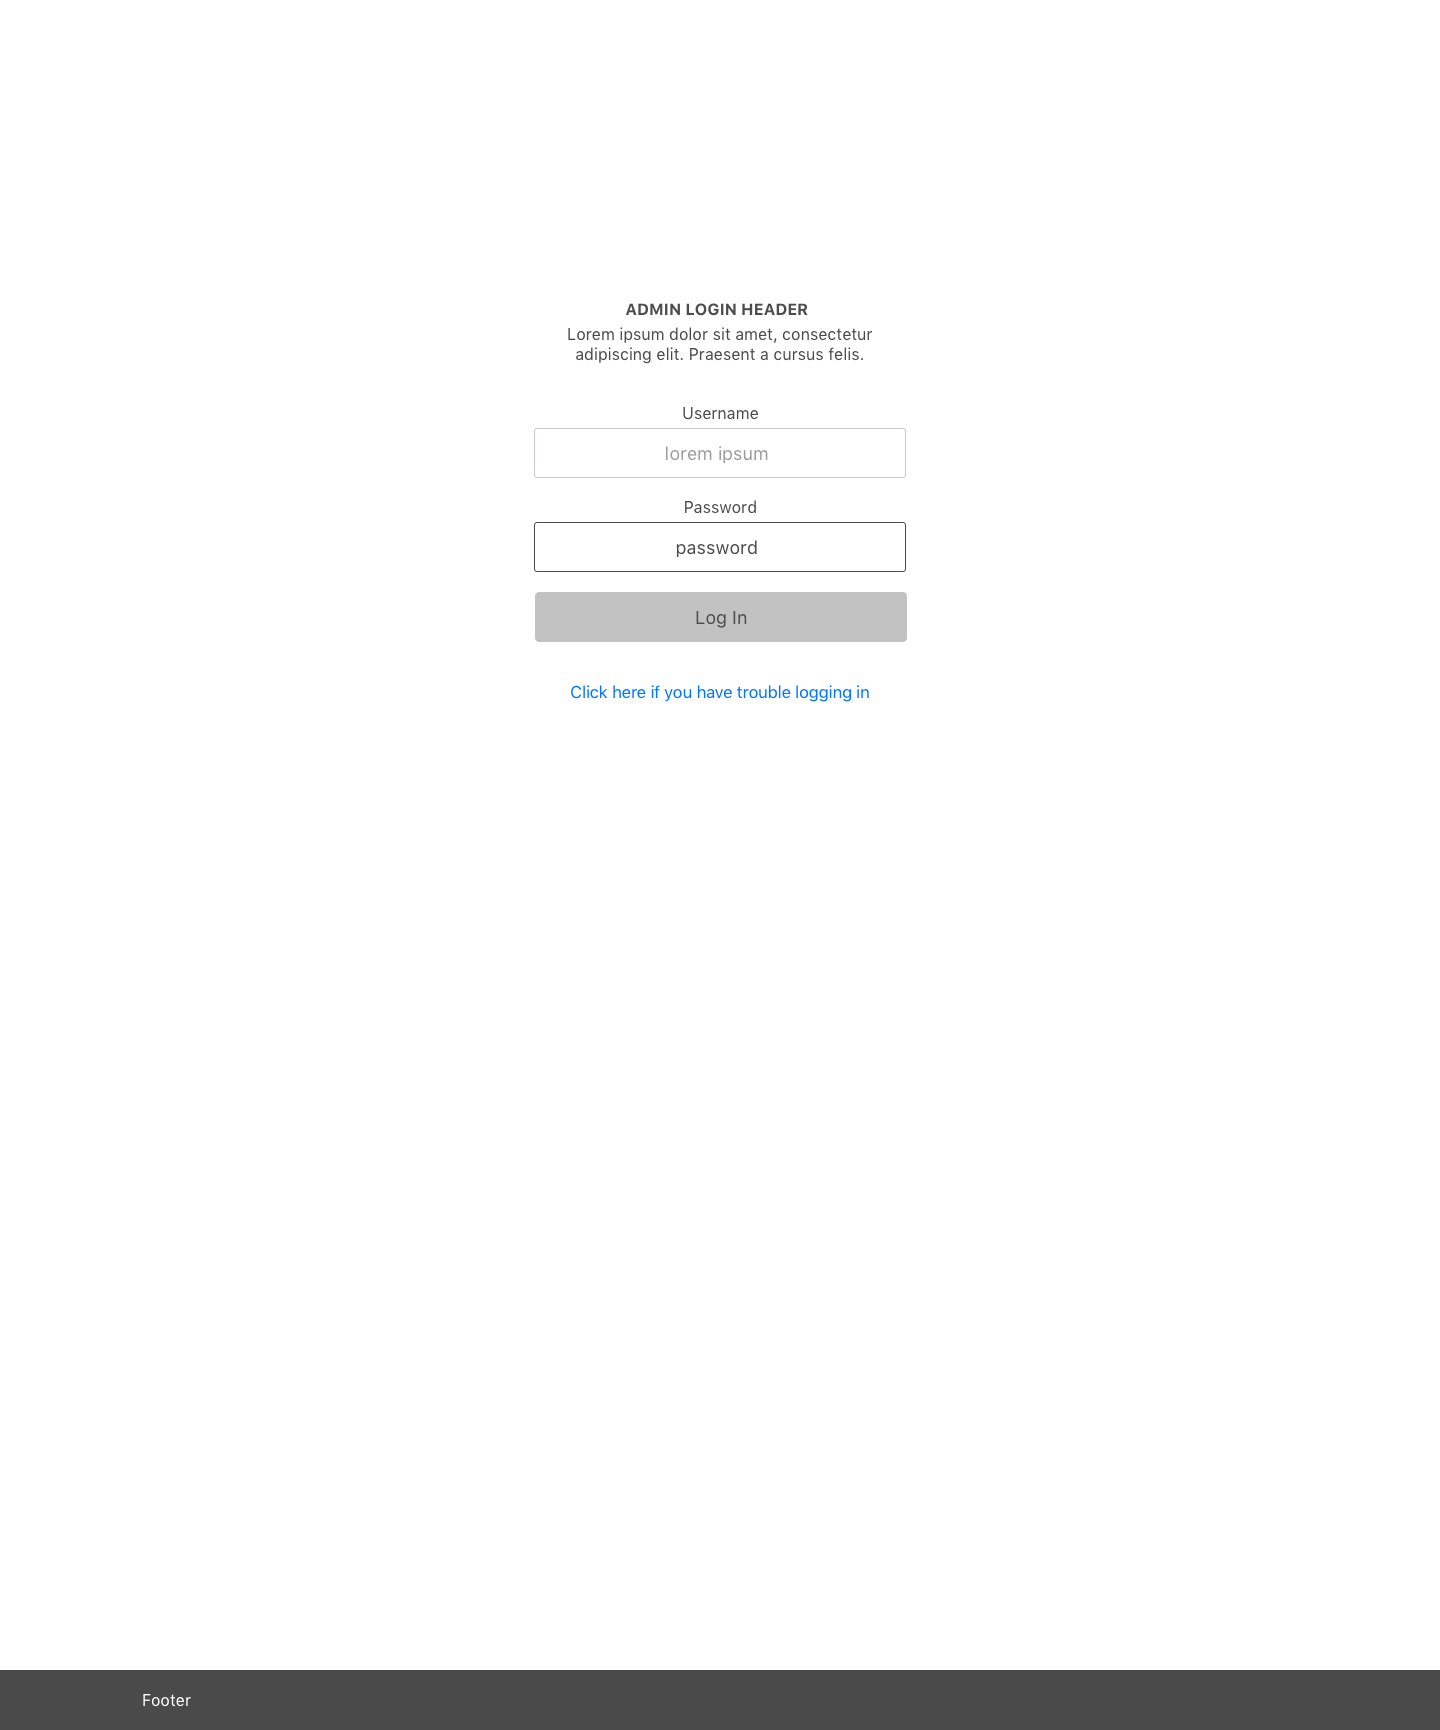 ADMIN LOGIN HEADER
Lorem ipsum dolor sit amet, consectetur
adipiscing elit. Praesent a cursus felis.
Username
lorem ipsum
Password
password
Log In
Click here if you have trouble logging in
Footer